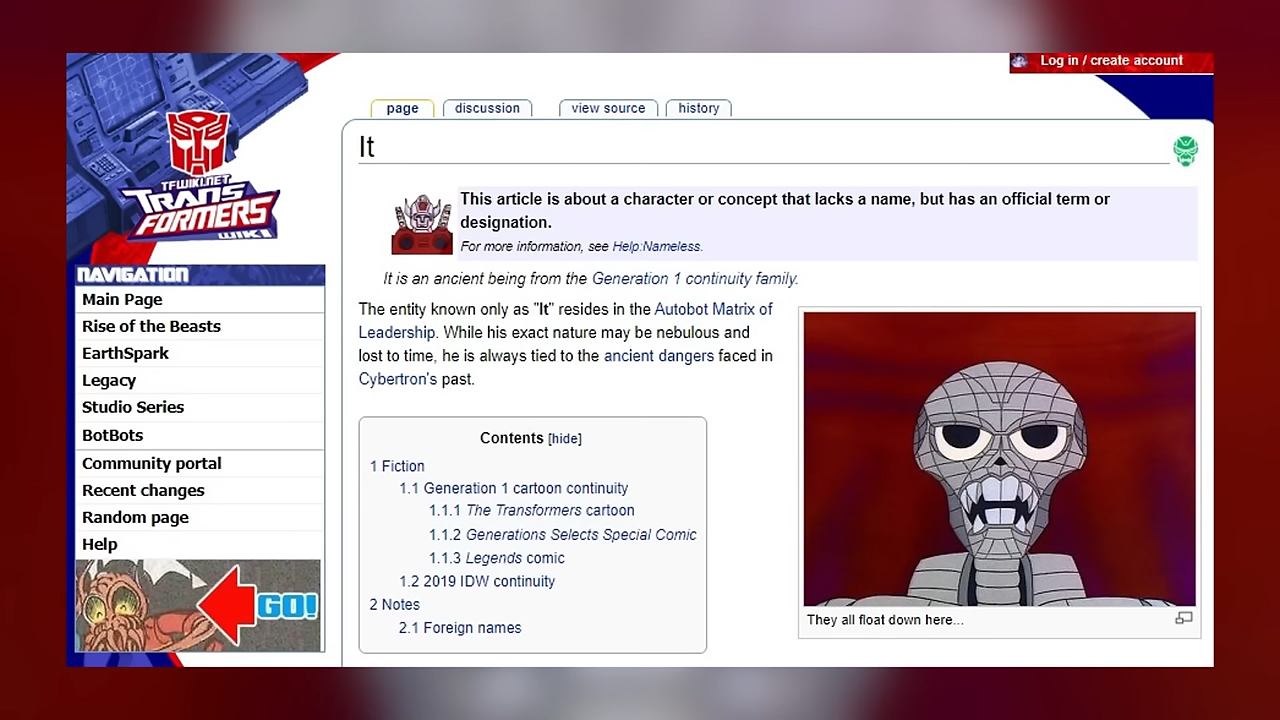 Log in / create account
page discussion view source history
It
TFWIKI.NET
TRANSFORMERS
WIKI
This article is about a character or concept that lacks a name, but has an official term or
designation.
For more information, see Help:Nameless.
It is an ancient being from the Generation 1 continuity family.
NAVIGATION
Main Page
Rise of the Beasts
EarthSpark
Legacy
Studio Series
BotBots
Community portal
Recent changes
Random page
Help
GO!
The entity known only as "It" resides in the Autobot Matrix of
Leadership. While his exact nature may be nebulous and
lost to time, he is always tied to the ancient dangers faced in
Cybertron's past.
Contents [hide]
1 Fiction
1.1 Generation 1 cartoon continuity
1.1.1 The Transformers cartoon
1.1.2 Generations Selects Special Comic
1.1.3 Legends comic
1.2 2019 IDW continuity
2 Notes
2.1 Foreign names
They all float down here...